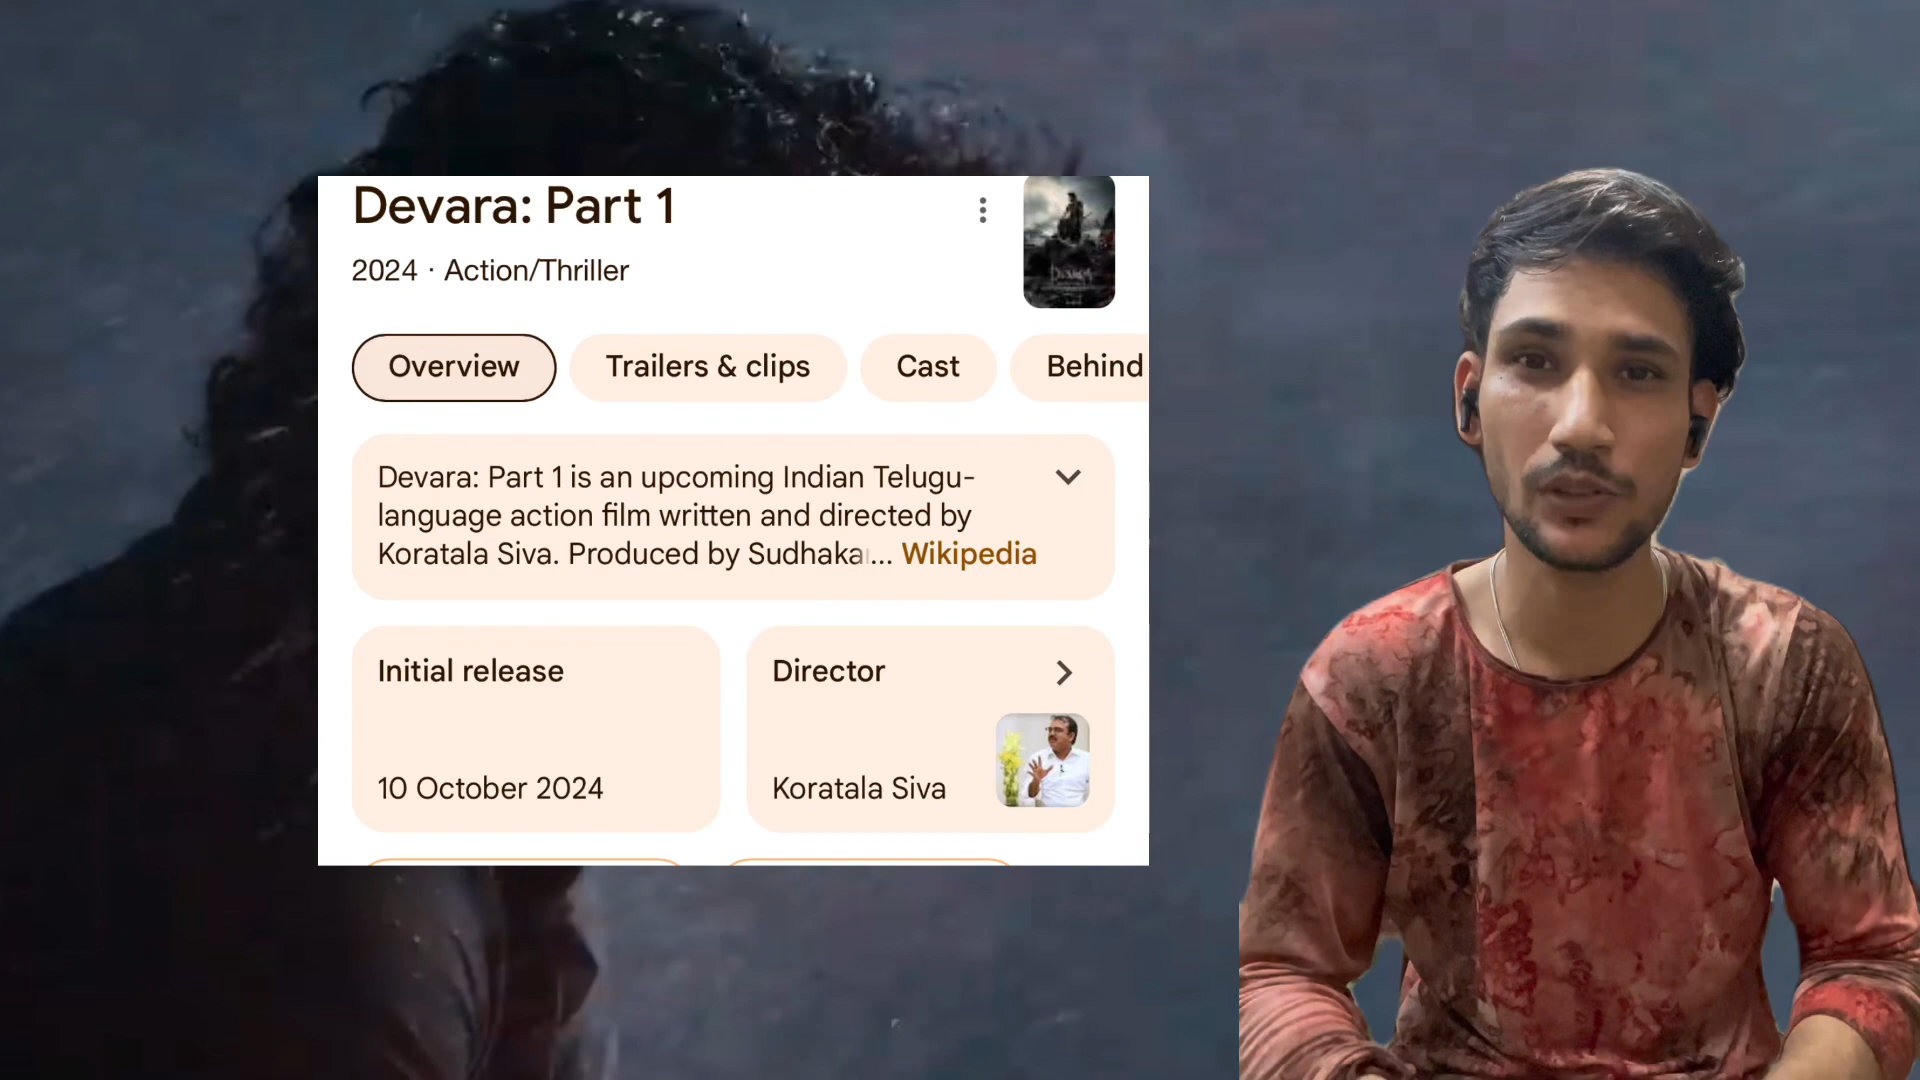 Devara: Part 1
2024 · Action/Thriller
Overview
Trailers & clips
Cast
Behind
Devara: Part 1 is an upcoming Indian Telugu-
language action film written and directed by
Koratala Siva. Produced by Sudhaka... Wikipedia
Initial release
10 October 2024
Director
Koratala Siva